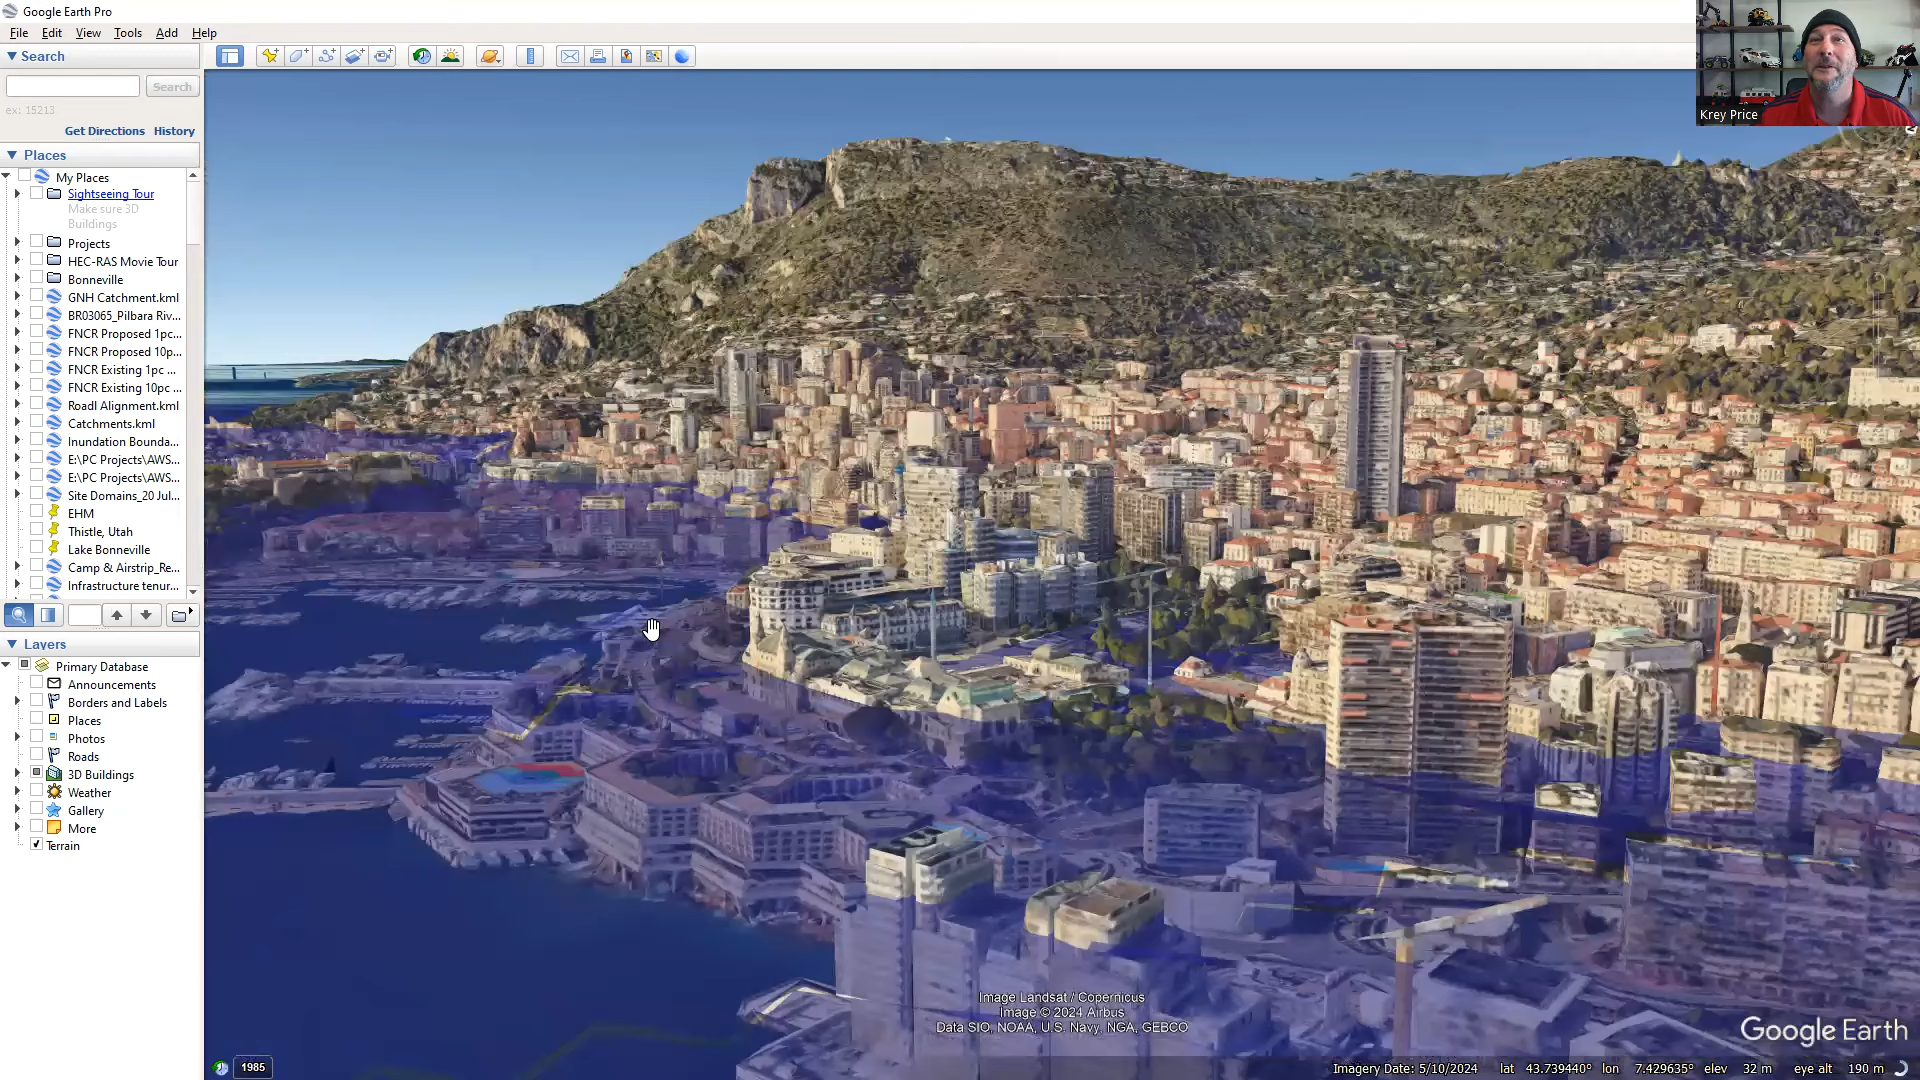 Google Earth Pro
File Edit View Tools Add Help
Search
Search
ex: 15213
Get Directions History
Places
My Places
Sightseeing Tour
Make sure 3D
Buildings
Projects
HEC-RAS Movie Tour
Bonneville
GNH Catchment.kml
BR03065_Pilbara Riv...
FNCR Proposed 1pc...
FNCR Proposed 10p...
FNCR Existing 1pc ...
FNCR Existing 10pc ...
Roadl Alignment.kml
Catchments.kml
Inundation Bounda...
E:\PC Projects\AWS...
E:\PC Projects\AWS...
Site Domains_20 Jul...
EHM
Thistle, Utah
Lake Bonneville
Camp & Airstrip_Re...
Infrastructure tenur...
Layers
Primary Database
Announcements
Borders and Labels
Places
Photos
Roads
3D Buildings
Weather
Gallery
More
Terrain
Krey Price
Image Landsat / Copernicus
Image © 2024 Airbus
Data SIO, NOAA, U.S. Navy, NGA, GEBCO
Google Earth
1985
Imagery Date: 5/10/2024 lat 43.739440° lon 7.429635° elev 32 m eye alt 190 m